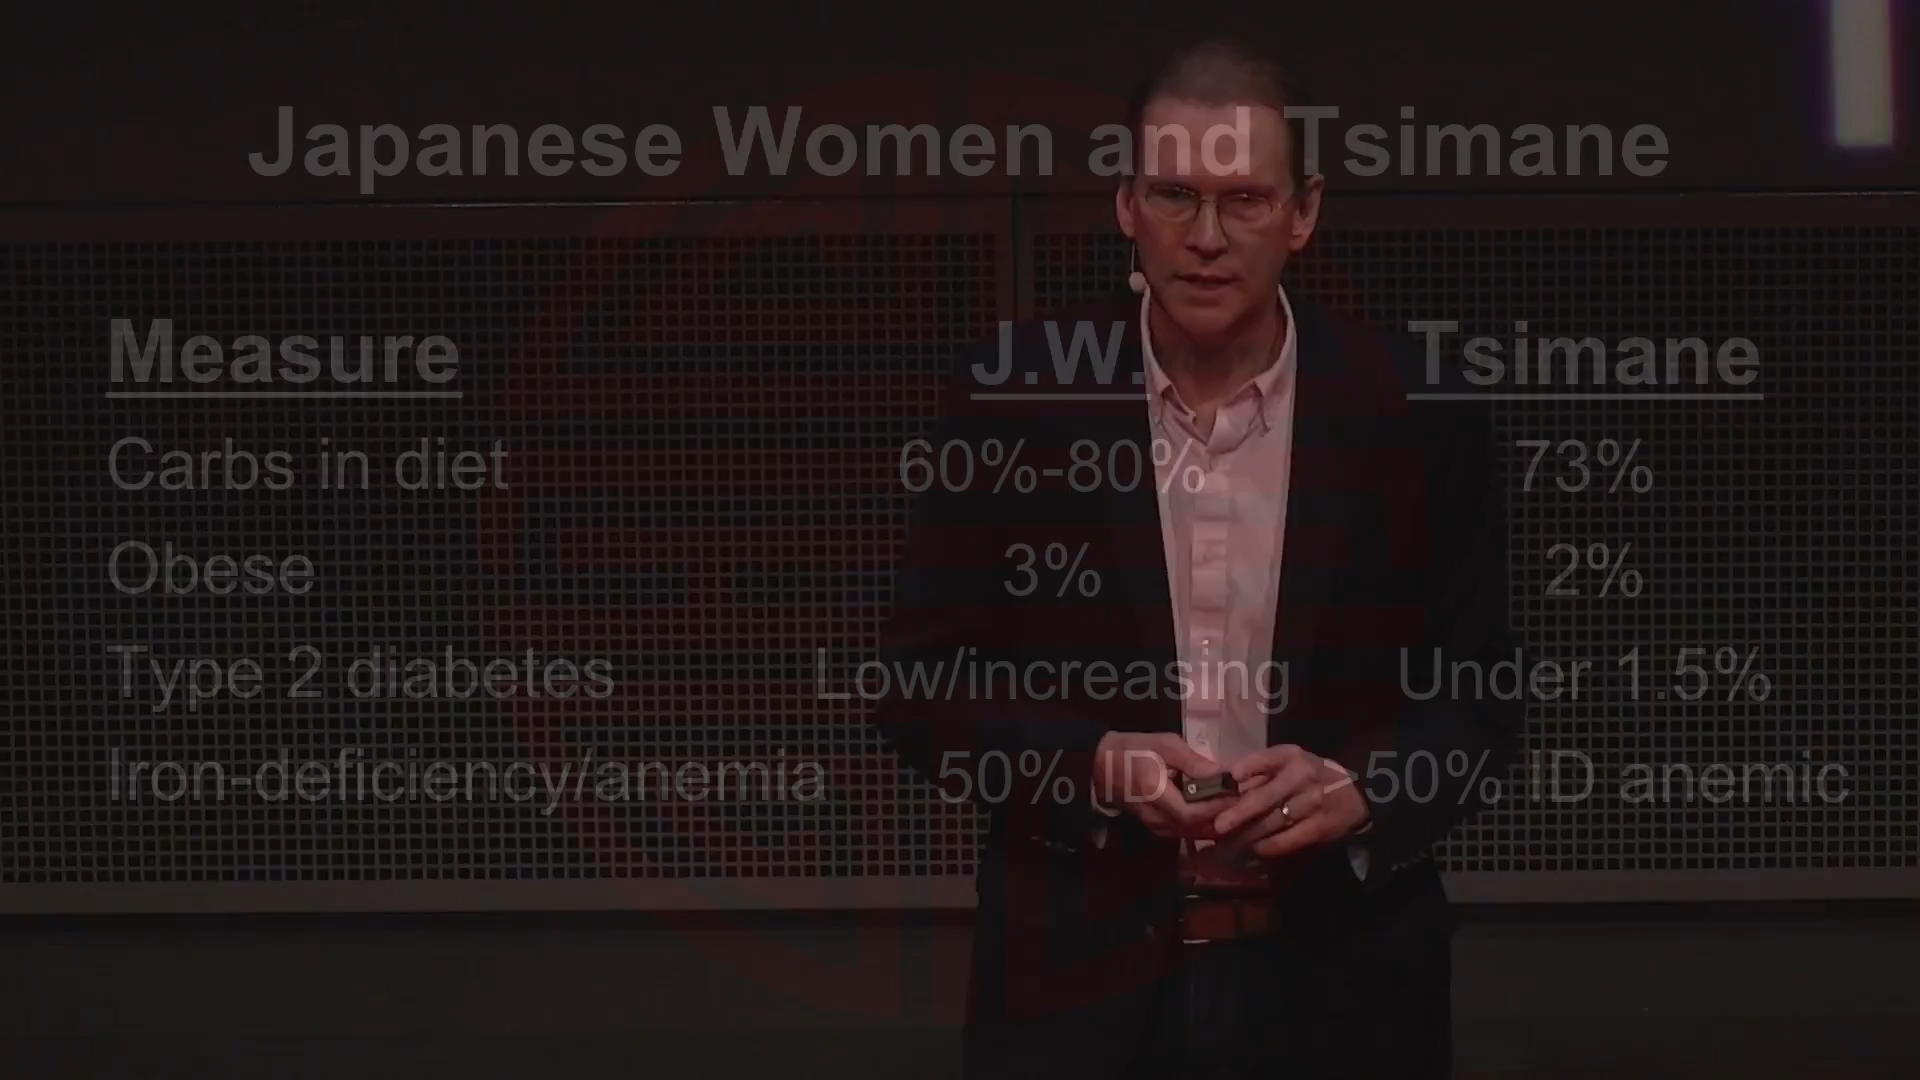 Japanese Women and Tsimane
Measure J.W. Tsimane
Carbs in diet 60%-80% 73%
Obese 3% 2%
Type 2 diabetes Low/increasing Under 1.5%
Iron-deficiency/anemia 50% ID >50% ID anemic